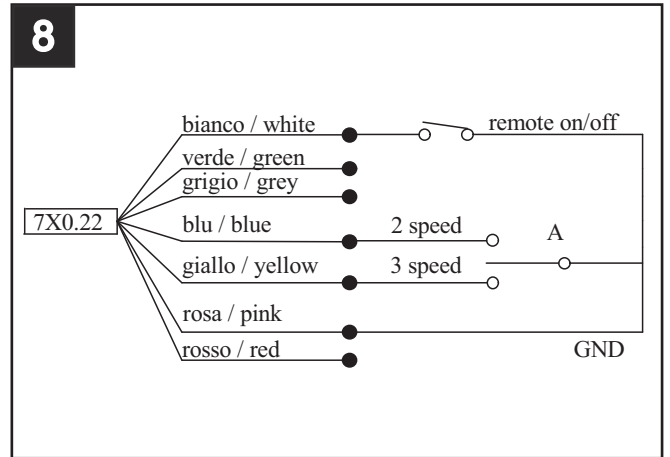 8
bianco / white
remote on/off
verde / green
grigio / grey
7X0.22
blu / blue
2 speed
A
giallo / yellow
3 speed
rosa / pink
GND
rosso / red